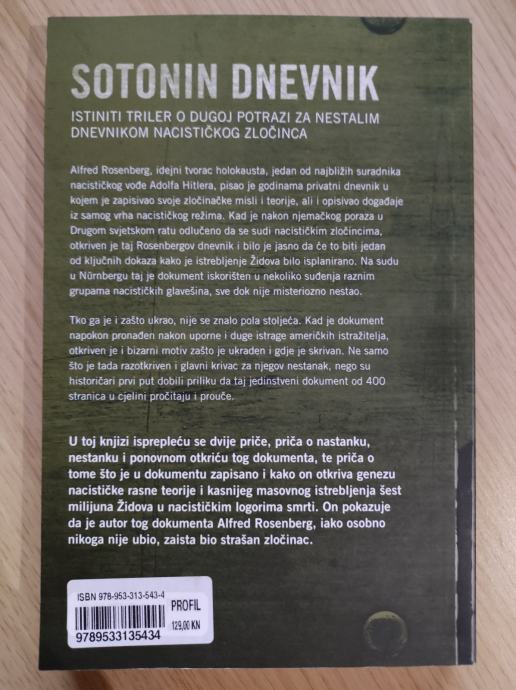 SOTONIN DNEVNIK
ISTINITI TRILER O DUGOJ POTRAZI ZA NESTALIM
DNEVNIKOM NACISTIČKOG ZLOČINCA
Alfred Rosenberg, idejni tvorac holokausta, jedan od najbližih suradnika
nacističkog vođe Adolfa Hitlera, pisao je godinama privatni dnevnik u
kojem je zapisivao svoje zločinačke misli i teorije, ali i opisivao događaje
iz samog vrha nacističkog režima. Kad je nakon njemačkog poraza u
Drugom svjetskom ratu odlučeno da se sudi nacističkim zločincima,
otkriven je taj Rosenbergov dnevnik i bilo je jasno da će to biti jedan
od ključnih dokaza kako je istrebljenje Židova bilo isplanirano. Na sudu
u Nürnbergu taj je dokument iskorišten u nekoliko suđenja raznim
grupama nacističkih glavešina, sve dok nije misteriozno nestao.
Tko ga je i zašto ukrao, nije se znalo pola stoljeća. Kad je dokument
napokon pronađen nakon uporne i duge istrage američkih istražitelja,
otkriven je i bizarni motiv zašto je ukraden i gdje je skrivan. Ne samo
što je tada razotkriven i glavni krivac za njegov nestanak, nego su
historičari prvi put dobili priliku da taj jedinstveni dokument od 400
stranica u cjelini pročitaju i prouče.
U toj knjizi isprepleću se dvije priče, priča o nastanku,
nestanku i ponovnom otkriću tog dokumenta, te priča o
tome što je u dokumentu zapisano i kako on otkriva genezu
nacističke rasne teorije i kasnijeg masovnog istrebljenja šest
milijuna Židova u nacističkim logorima smrti. On pokazuje
da je autor tog dokumenta Alfred Rosenberg, iako osobno
nikoga nije ubio, zaista bio strašan zločinac.
ISBN 978-953-313-543-4
PROFIL
129,00 KN
9789533135434